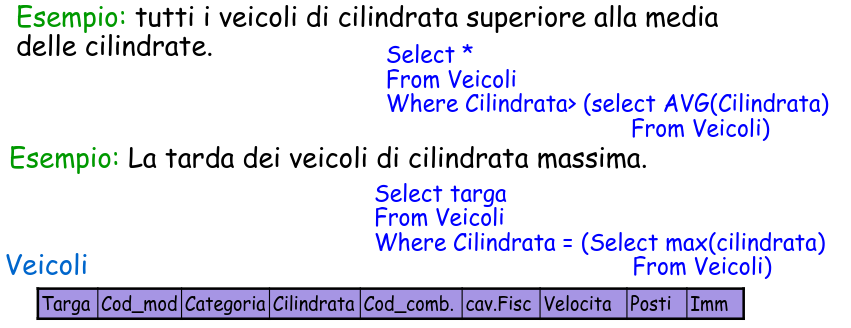 Esempio: tutti i veicoli di cilindrata superiore alla media
delle cilindrate.
Select *
From Veicoli
Where Cilindrata> (select AVG(Cilindrata)
From Veicoli)
Esempio: La tarda dei veicoli di cilindrata massima.
Select targa
From Veicoli
Where Cilindrata = (Select max(cilindrata)
From Veicoli)
Veicoli
Targa Cod_mod Categoria Cilindrata Cod_comb. cav.Fisc Velocita Posti Imm